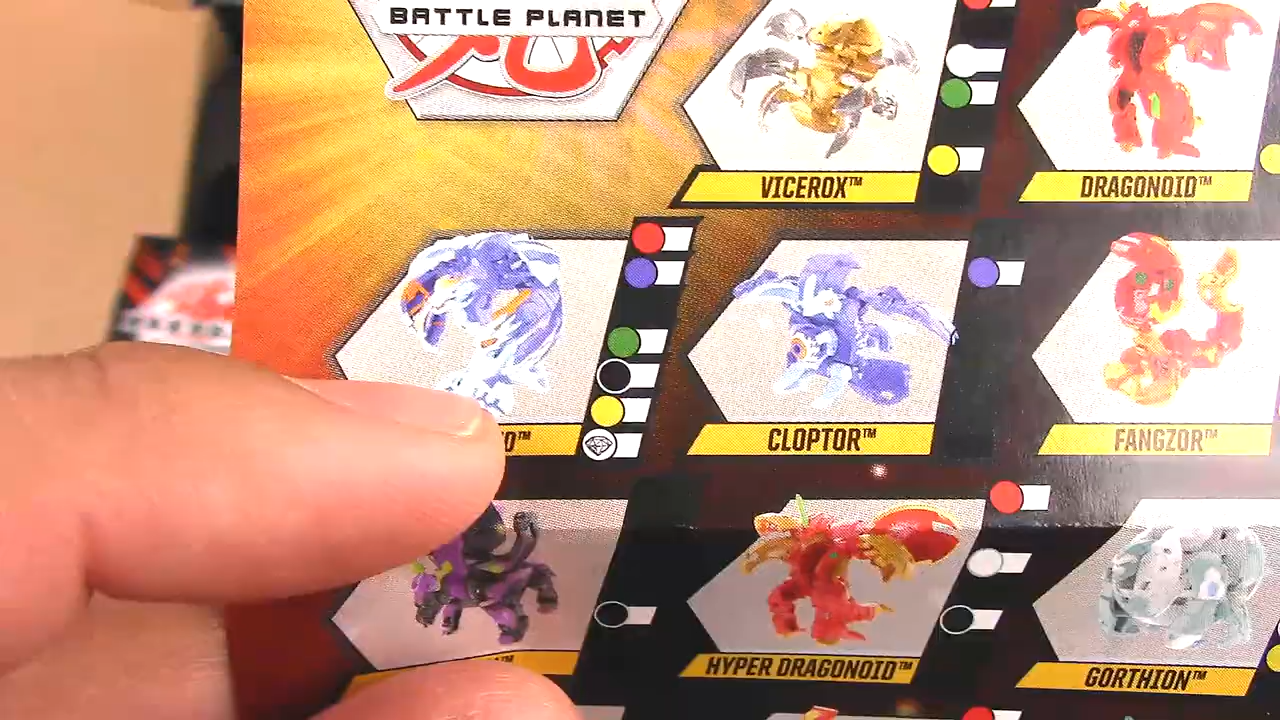 BATTLE PLANET
VICEROX™
DRAGONOID™
CLOPTOR™
FANGZOR™
HYPER DRAGONOID™
GORTHION™